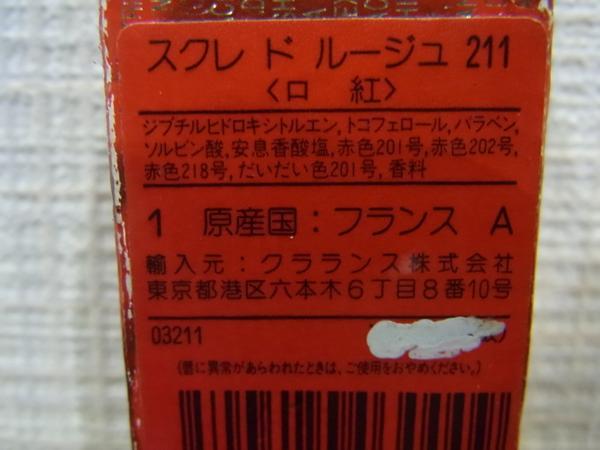 スクレ ド ルージュ 211
〈口 紅〉
ジブチルヒドロキシトルエン, トコフェロール, パラベン,
ソルビン酸, 安息香酸塩, 赤色201号, 赤色202号,
赤色218号, だいだい色201号, 香料
1 原産国：フランス A
輸入元：クラランス株式会社
東京都港区六本木6丁目8番10号
03211
(唇に異常があらわれたときは、ご使用をおやめください。)